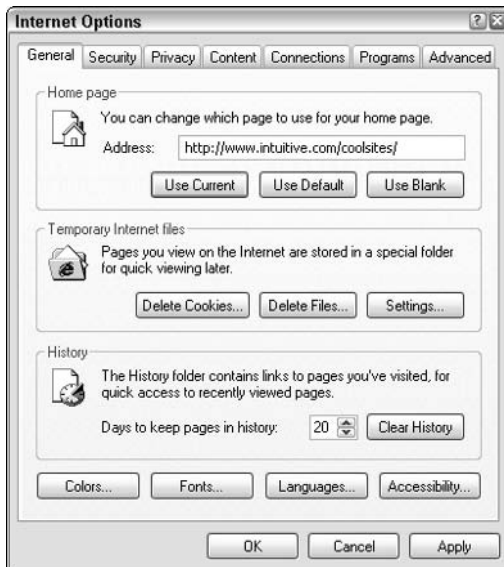 Internet Options
General Security Privacy Content Connections Programs Advanced
Home page
You can change which page to use for your home page.
Address: http://www.intuitive.com/coolsites/
Use Current Use Default Use Blank
Temporary Internet files
Pages you view on the Internet are stored in a special folder
for quick viewing later.
Delete Cookies... Delete Files... Settings...
History
The History folder contains links to pages you've visited, for
quick access to recently viewed pages.
Days to keep pages in history: 20 Clear History
Colors... Fonts... Languages... Accessibility...
OK Cancel Apply